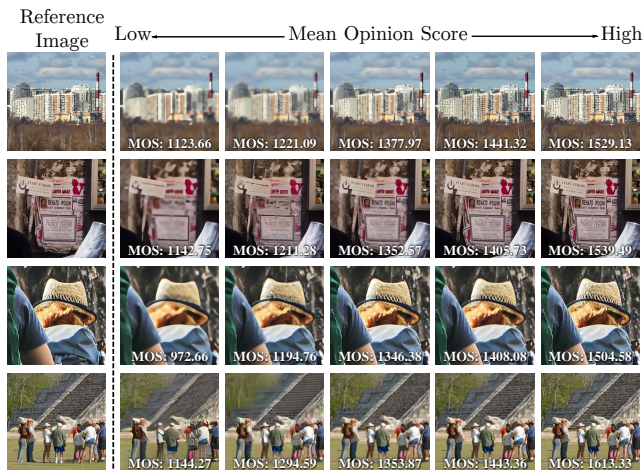 Reference
Image
Low
Mean Opinion Score
High
MOS: 1123.66
MOS: 1221.09
MOS: 1377.97
MOS: 1441.32
MOS: 1529.13
MOS: 1142.75
MOS: 1211.28
MOS: 1352.57
MOS: 1405.73
MOS: 1539.49
MOS: 972.66
MOS: 1194.76
MOS: 1346.38
MOS: 1408.08
MOS: 1504.58
MOS: 1144.27
MOS: 1294.59
MOS: 1353.87
MOS: 1443.36
MOS: 1613.33